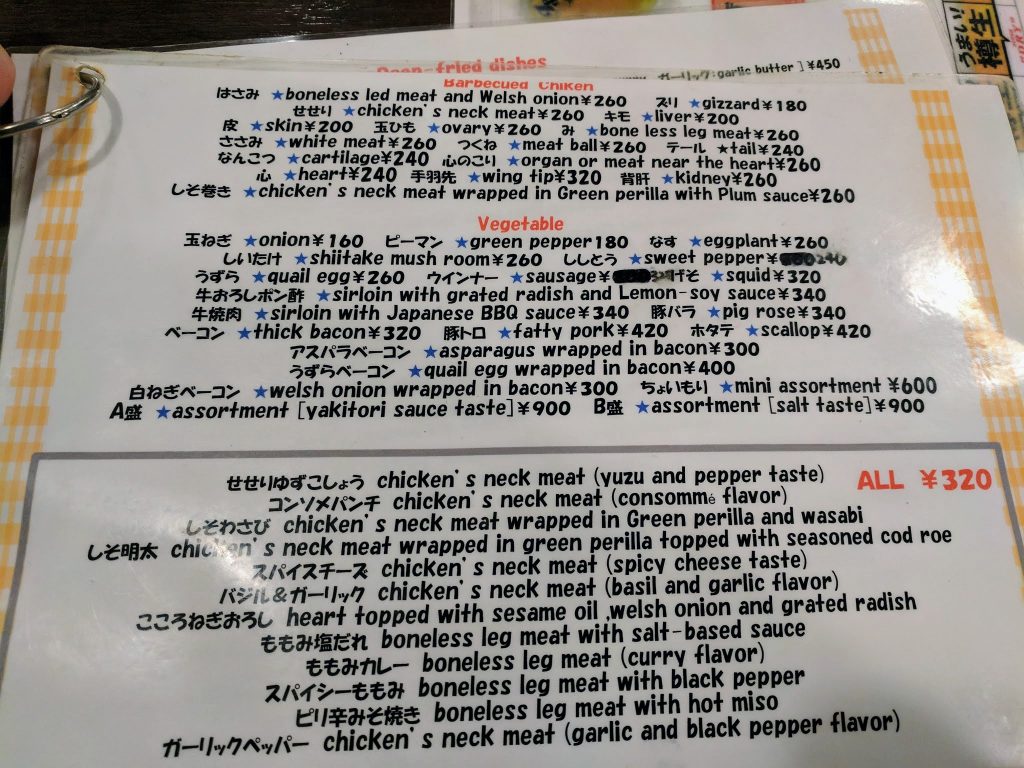 うまい！
樽生
Deep-fried dishes
ガーリック:garlic butter ] ¥450
Barbecued Chiken
はさみ ★boneless led meat and Welsh onion¥260 ズリ ★gizzard¥180
せせり ★chicken's neck meat¥260 キモ ★liver¥200
皮 ★skin¥200 玉ひも ★ovary¥260 み ★bone less leg meat¥260
ささみ ★white meat¥260 つくね ★meat ball¥260 テール ★tail¥240
なんこつ ★cartilage¥240 心のこり ★organ or meat near the heart¥260
心 ★heart¥240 手羽先 ★wing tip¥320 背肝 ★Kidney¥260
しそ巻き ★chicken's neck meat wrapped in Green perilla with Plum sauce¥260
Vegetable
玉ねぎ ★onion¥160 ピーマン ★green pepper180 なす ★eggplant¥260
しいたけ ★shiitake mush room¥260 ししとう ★sweet pepper¥240
うずら ★quail egg¥260 ウインナー ★sausage¥ げそ ★squid¥320
牛おろしポン酢 ★sirloin with grated radish and Lemon-soy sauce¥340
牛焼肉 ★sirloin with Japanese BBQ sauce¥340 豚バラ ★pig rose¥340
ベーコン ★thick bacon¥320 豚トロ ★fatty pork¥420 ホタテ ★scallop¥420
アスパラベーコン ★asparagus wrapped in bacon¥300
うずらベーコン ★quail egg wrapped in bacon¥400
白ねぎベーコン ★welsh onion wrapped in bacon¥300 ちょいもり ★mini assortment ¥600
A盛 ★assortment [yakitori sauce taste]¥900 B盛 ★assortment [salt taste]¥900
せせりゆずこしょう chicken's neck meat (yuzu and pepper taste) ALL ¥320
コンソメパンチ chicken's neck meat (consommé flavor)
しそわさび chicken's neck meat wrapped in Green perilla and wasabi
しそ明太 chicken's neck meat wrapped in green perilla topped with seasoned cod roe
スパイスチーズ chicken's neck meat (spicy cheese taste)
バジル&ガーリック chicken's neck meat (basil and garlic flavor)
こころねぎおろし heart topped with sesame oil ,welsh onion and grated radish
ももみ塩だれ boneless leg meat with salt-based sauce
ももみカレー boneless leg meat (curry flavor)
スパイシーももみ boneless leg meat with black pepper
ピリ辛みそ焼き boneless leg meat with hot miso
ガーリックペッパー chicken's neck meat (garlic and black pepper flavor)